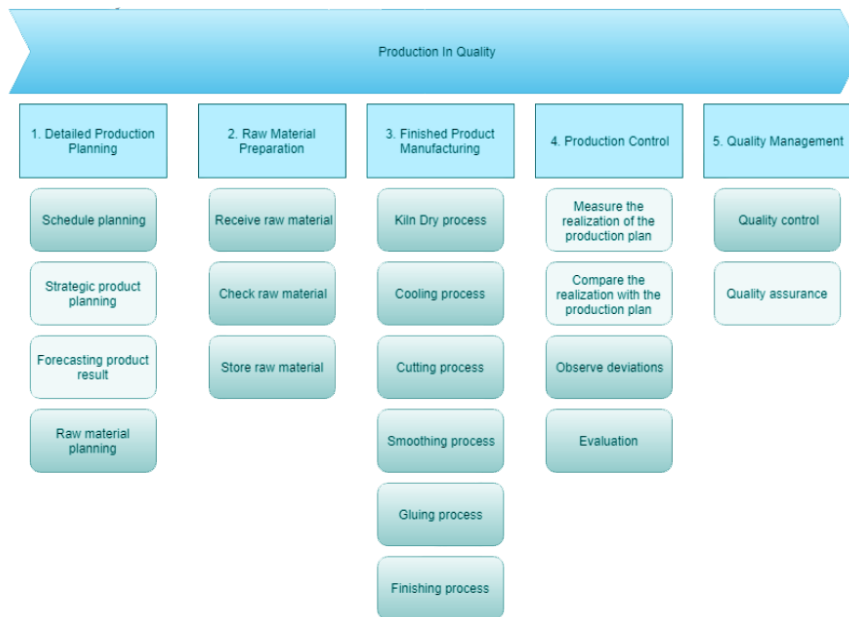 Production In Quality
1. Detailed Production
Planning
2. Raw Material
Preparation
3. Finished Product
Manufacturing
4. Production Control
5. Quality Management
Schedule planning
Strategic product
planning
Forecasting product
result
Raw material
planning
Receive raw material
Check raw material
Store raw material
Kiln Dry process
Cooling process
Cutting process
Smoothing process
Gluing process
Finishing process
Measure the
realization of the
production plan
Compare the
realization with the
production plan
Observe deviations
Evaluation
Quality control
Quality assurance